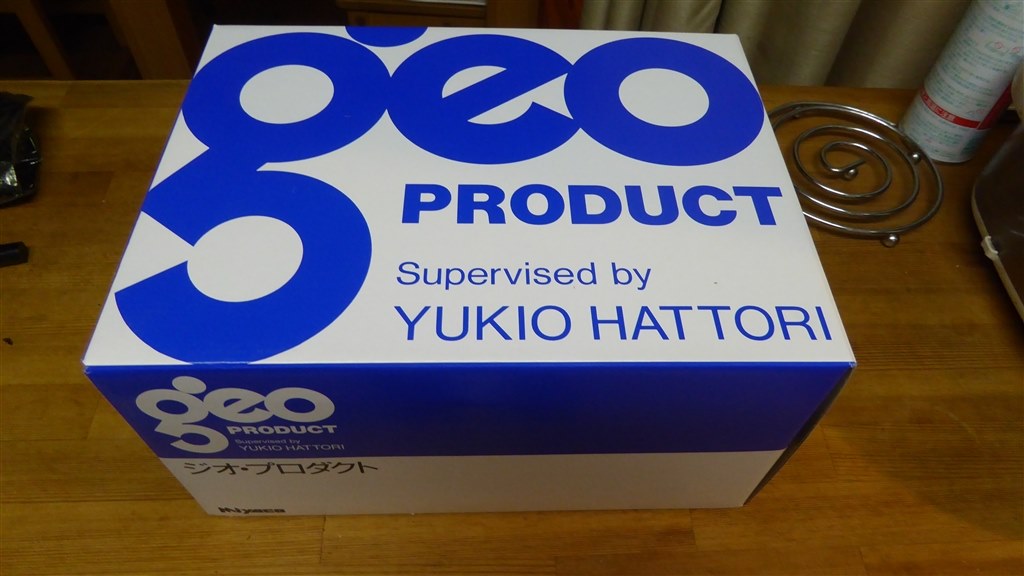 geo
PRODUCT
Supervised by
YUKIO HATTORI
geo
PRODUCT
Supervised by
YUKIO HATTORI
ジオ・プロダクト
Miyaco